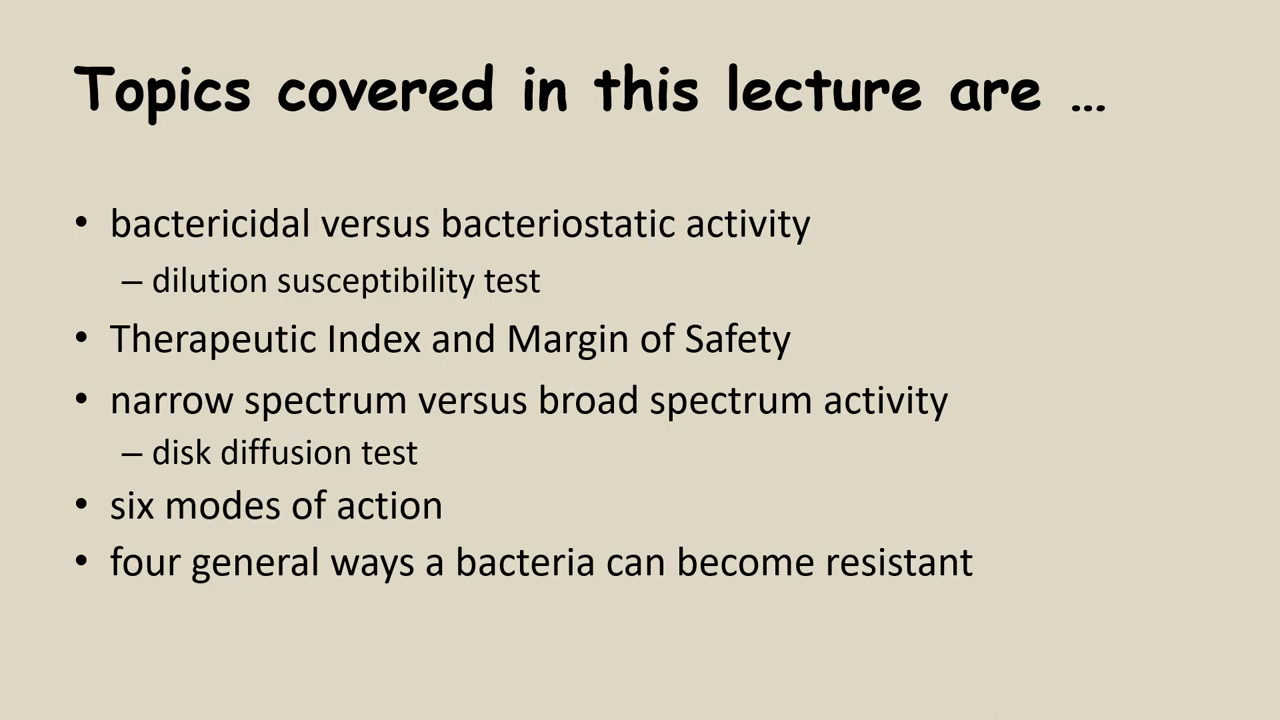 Topics covered in this lecture are …
• bactericidal versus bacteriostatic activity
– dilution susceptibility test
• Therapeutic Index and Margin of Safety
• narrow spectrum versus broad spectrum activity
– disk diffusion test
• six modes of action
• four general ways a bacteria can become resistant